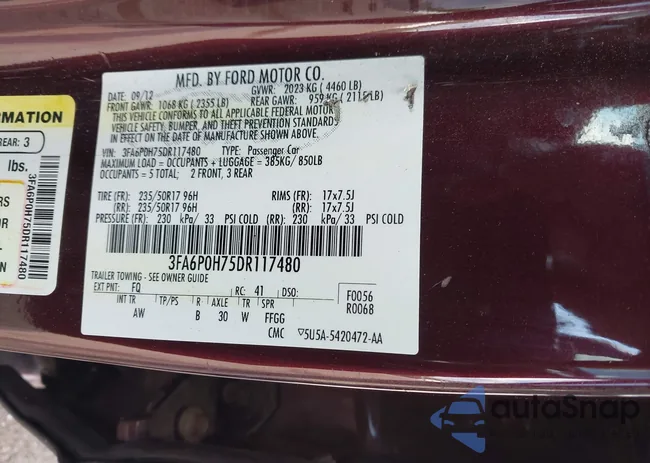 MFD. BY FORD MOTOR CO.
DATE: 09/12 GVWR: 2023 KG ( 4460 LB)
FRONT GAWR: 1068 KG ( 2355 LB) REAR GAWR: 959 KG ( 2115 LB)
THIS VEHICLE CONFORMS TO ALL APPLICABLE FEDERAL MOTOR
VEHICLE SAFETY, BUMPER, AND THEFT PREVENTION STANDARDS
IN EFFECT ON THE DATE OF MANUFACTURE SHOWN ABOVE.
VIN: 3FA6P0H75DR117480 TYPE: Passenger Car
MAXIMUM LOAD = OCCUPANTS + LUGGAGE = 385KG/ 850LB
OCCUPANTS = 5 TOTAL; 2 FRONT, 3 REAR
TIRE (FR): 235/50R17 96H RIMS (FR): 17x7.5J
(RR): 235/50R17 96H (RR): 17x7.5J
PRESSURE (FR): 230 kPa/ 33 PSI COLD (RR): 230 kPa/ 33 PSI COLD
3FA6P0H75DR117480
TRAILER TOWING - SEE OWNER GUIDE
EXT PNT: FQ RC: 41 DSO:
INT TR TP/PS R AXLE TR SPR
AW B 30 W FFGG
F0056
R0068
CMC 5U5A-5420472-AA
ORMATION
REAR: 3
lbs.
RS
OR
3FA6P0H75DR117480
autoSnap